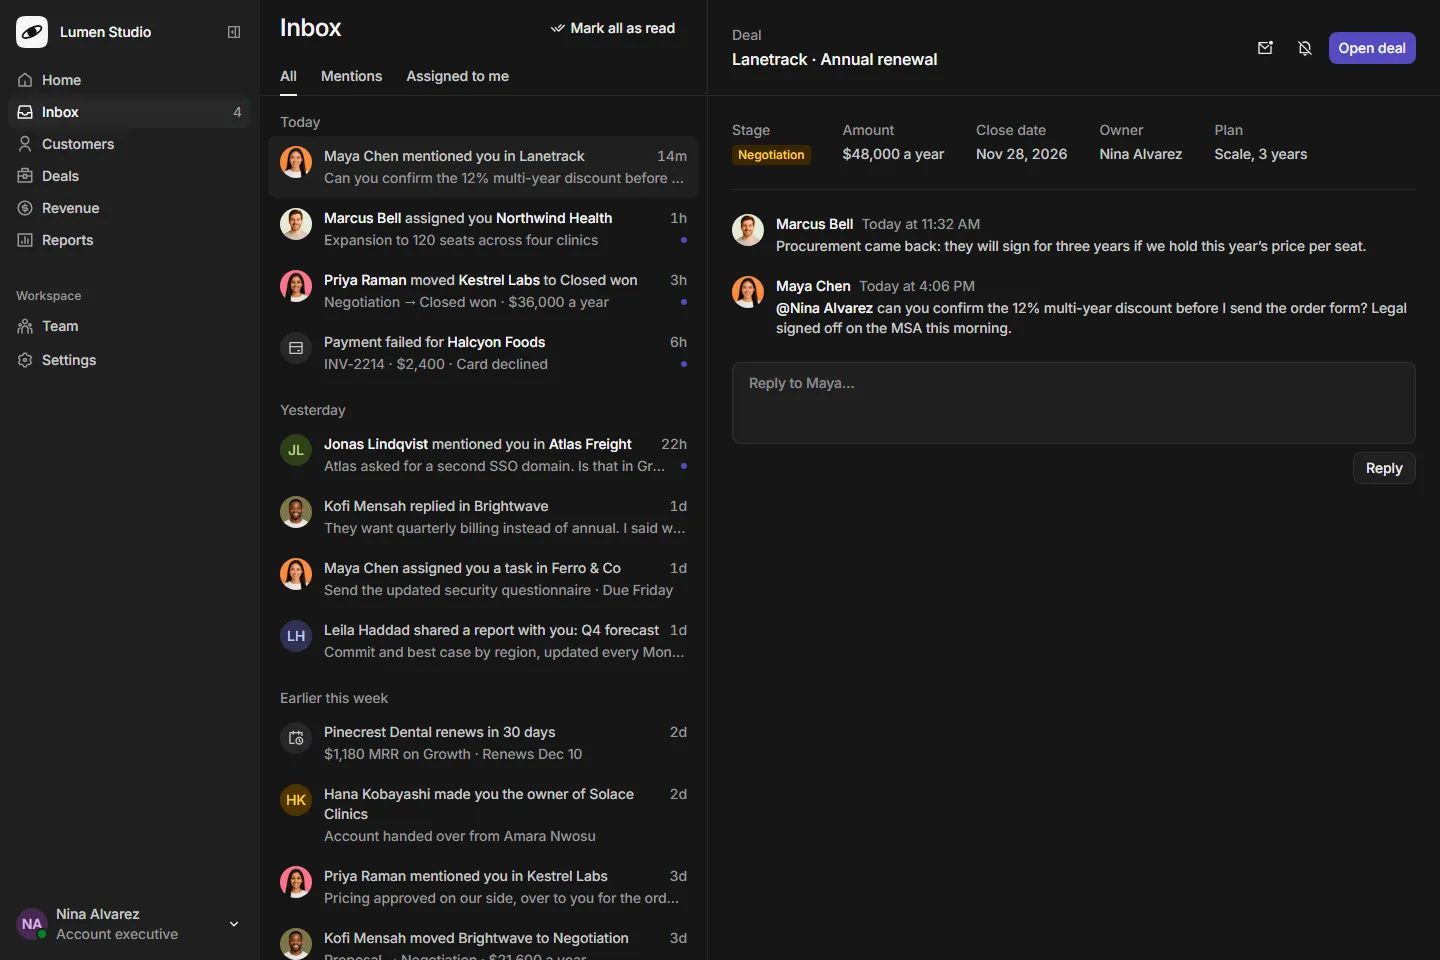 Lumen Studio
Home
Inbox 4
Customers
Deals
Revenue
Reports
Workspace
Team
Settings
NA
Nina Alvarez
Account executive
Inbox
Mark all as read
All Mentions Assigned to me
Today
Maya Chen mentioned you in Lanetrack 14m
Can you confirm the 12% multi-year discount before ...
Marcus Bell assigned you Northwind Health 1h
Expansion to 120 seats across four clinics
Priya Raman moved Kestrel Labs to Closed won 3h
Negotiation → Closed won · $36,000 a year
Payment failed for Halcyon Foods 6h
INV-2214 · $2,400 · Card declined
Yesterday
JL
Jonas Lindqvist mentioned you in Atlas Freight 22h
Atlas asked for a second SSO domain. Is that in Gr...
Kofi Mensah replied in Brightwave 1d
They want quarterly billing instead of annual. I said w...
Maya Chen assigned you a task in Ferro & Co 1d
Send the updated security questionnaire · Due Friday
LH
Leila Haddad shared a report with you: Q4 forecast 1d
Commit and best case by region, updated every Mon...
Earlier this week
Pinecrest Dental renews in 30 days 2d
$1,180 MRR on Growth · Renews Dec 10
HK
Hana Kobayashi made you the owner of Solace 2d
Clinics
Account handed over from Amara Nwosu
Priya Raman mentioned you in Kestrel Labs 3d
Pricing approved on our side, over to you for the ord...
Kofi Mensah moved Brightwave to Negotiation 3d
Proposal → Negotiation · $21,600 a year
Deal
Lanetrack · Annual renewal
Open deal
Stage Amount Close date Owner Plan
Negotiation $48,000 a year Nov 28, 2026 Nina Alvarez Scale, 3 years
Marcus Bell Today at 11:32 AM
Procurement came back: they will sign for three years if we hold this year’s price per seat.
Maya Chen Today at 4:06 PM
@Nina Alvarez can you confirm the 12% multi-year discount before I send the order form? Legal
signed off on the MSA this morning.
Reply to Maya...
Reply